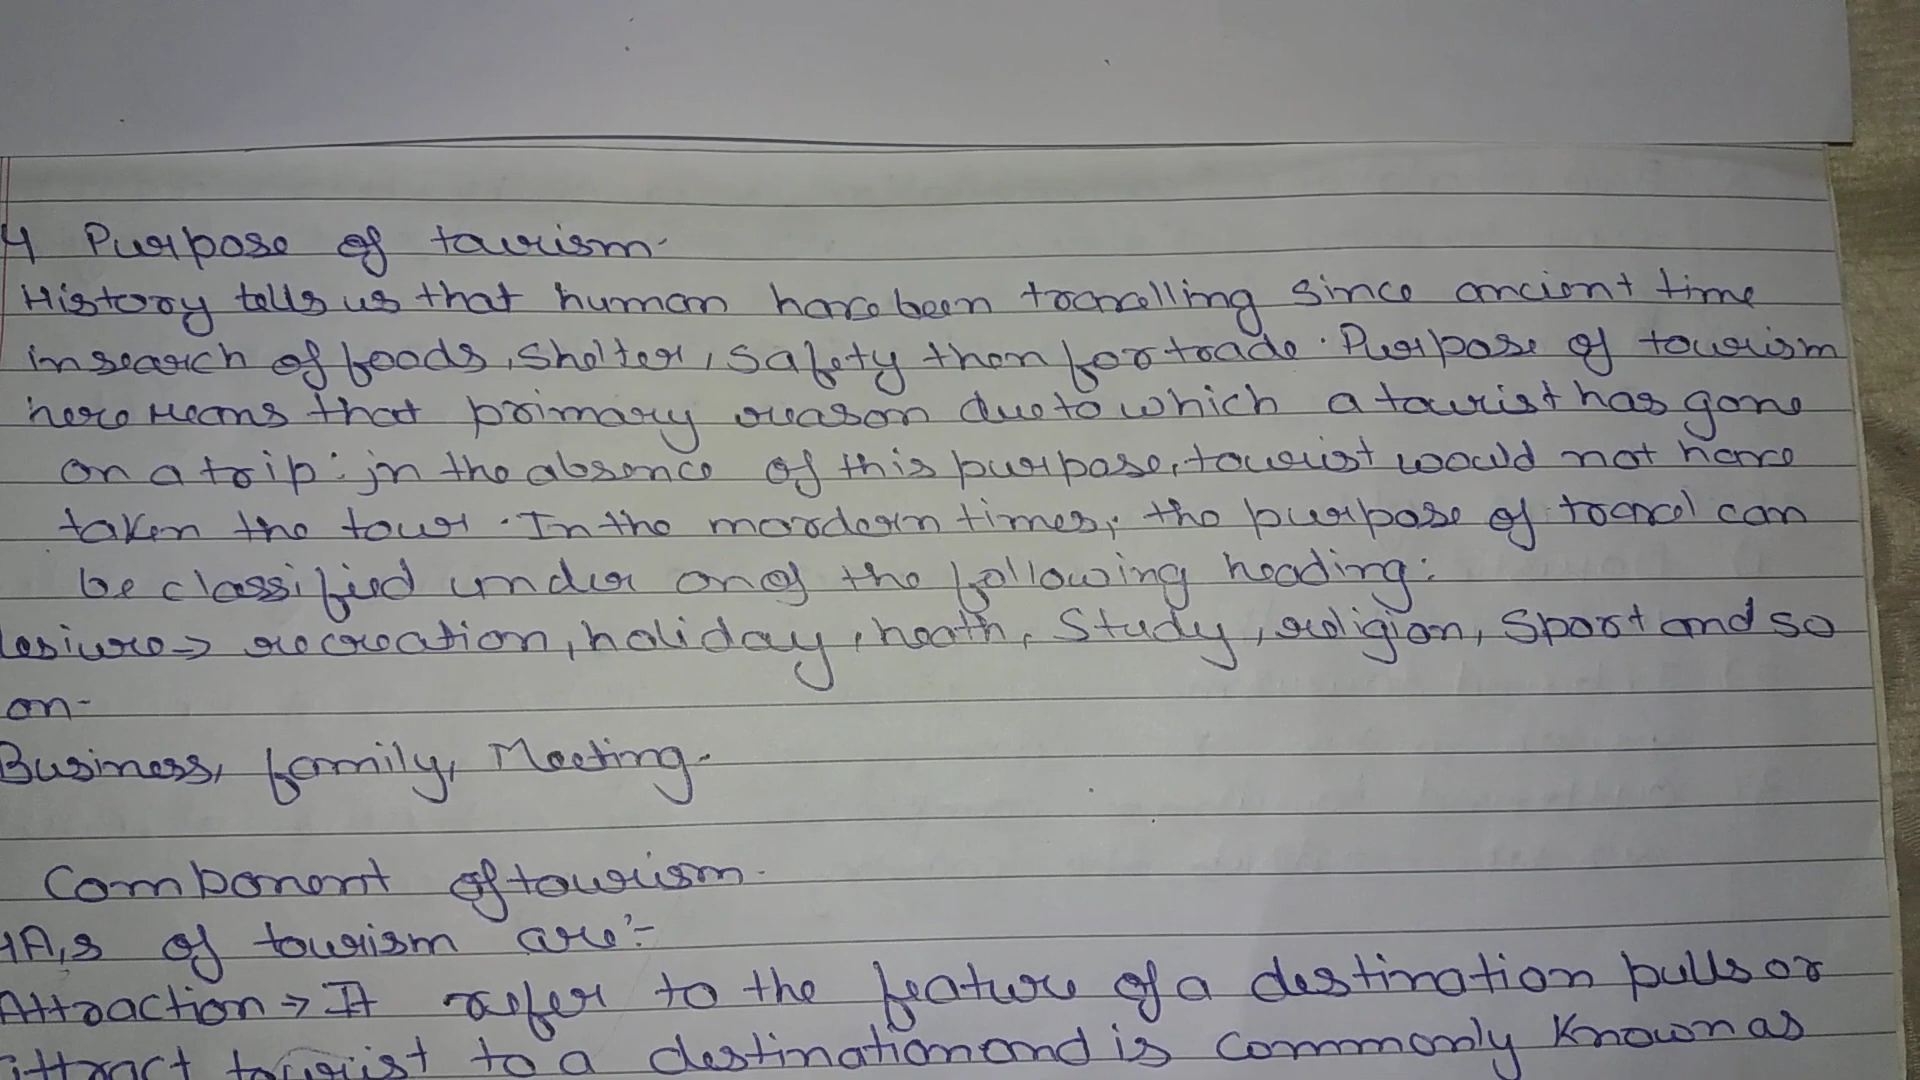 4 Purpose of tourism.
History tells us that human have been travelling since ancient time
in search of foods, shelter, safety then for trade. Purpose of tourism
here means that primary reason due to which a tourist has gone
on a trip. in the absence of this purpose, tourist would not have
taken the tour. In the mordern times, the purpose of travel can
be classified under on of the following heading:
lesiure → recreation, holiday, heath, Study, religion, Sport and so
on-
Business, family, Meeting.
Component of tourism.
4A,s of tourism are:-
Attraction → It refer to the feature of a destination pulls or
attract tourist to a destination and is commonly Known as